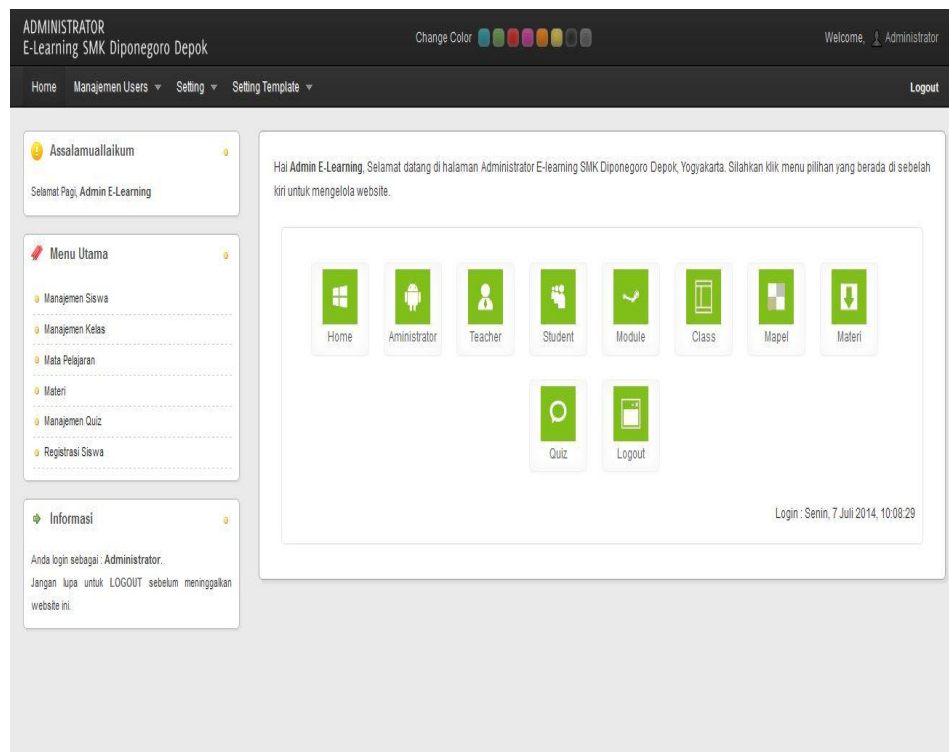 ADMINISTRATOR
E-Learning SMK Diponegoro Depok
Change Color
Welcome, Administrator
Home Manajemen Users Setting Setting Template Logout
Assalamuallaikum
Selamat Pagi, Admin E-Learning
Menu Utama
Manajemen Siswa
Manajemen Kelas
Mata Pelajaran
Materi
Manajemen Quiz
Registrasi Siswa
Informasi
Anda login sebagai : Administrator.
Jangan lupa untuk LOGOUT sebelum meninggalkan
website ini.
Hai Admin E-Learning, Selamat datang di halaman Administrator E-learning SMK Diponegoro Depok, Yogyakarta. Silahkan klik menu pilihan yang berada di sebelah
kiri untuk mengelola website.
Home Aministrator Teacher Student Module Class Mapel Materi
Quiz Logout
Login : Senin, 7 Juli 2014, 10:08:29